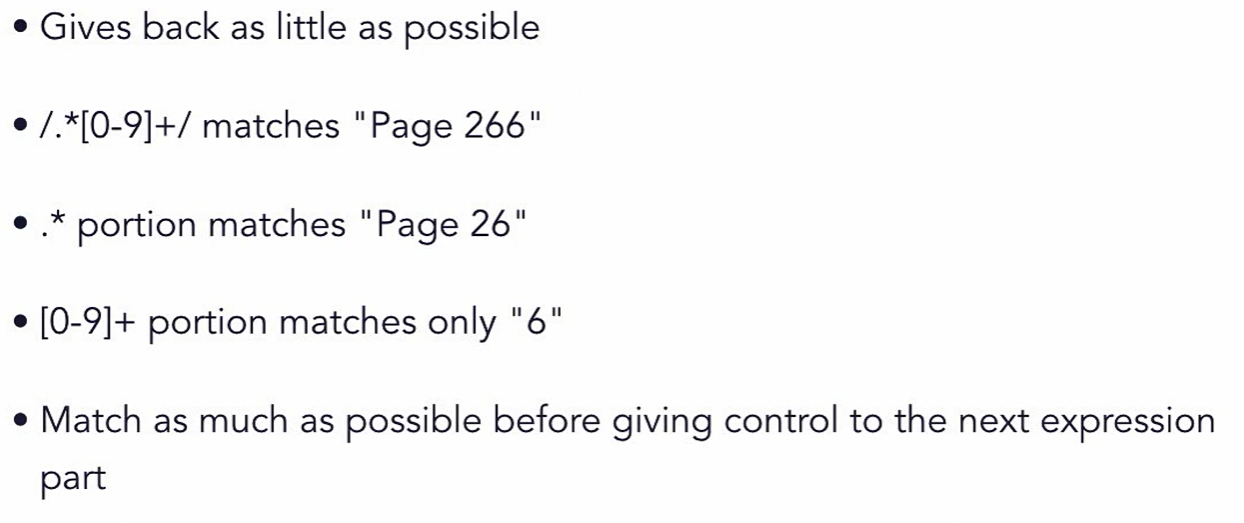 • Gives back as little as possible
• /.*[0-9]+/ matches "Page 266"
• .* portion matches "Page 26"
• [0-9]+ portion matches only "6"
• Match as much as possible before giving control to the next expression
part